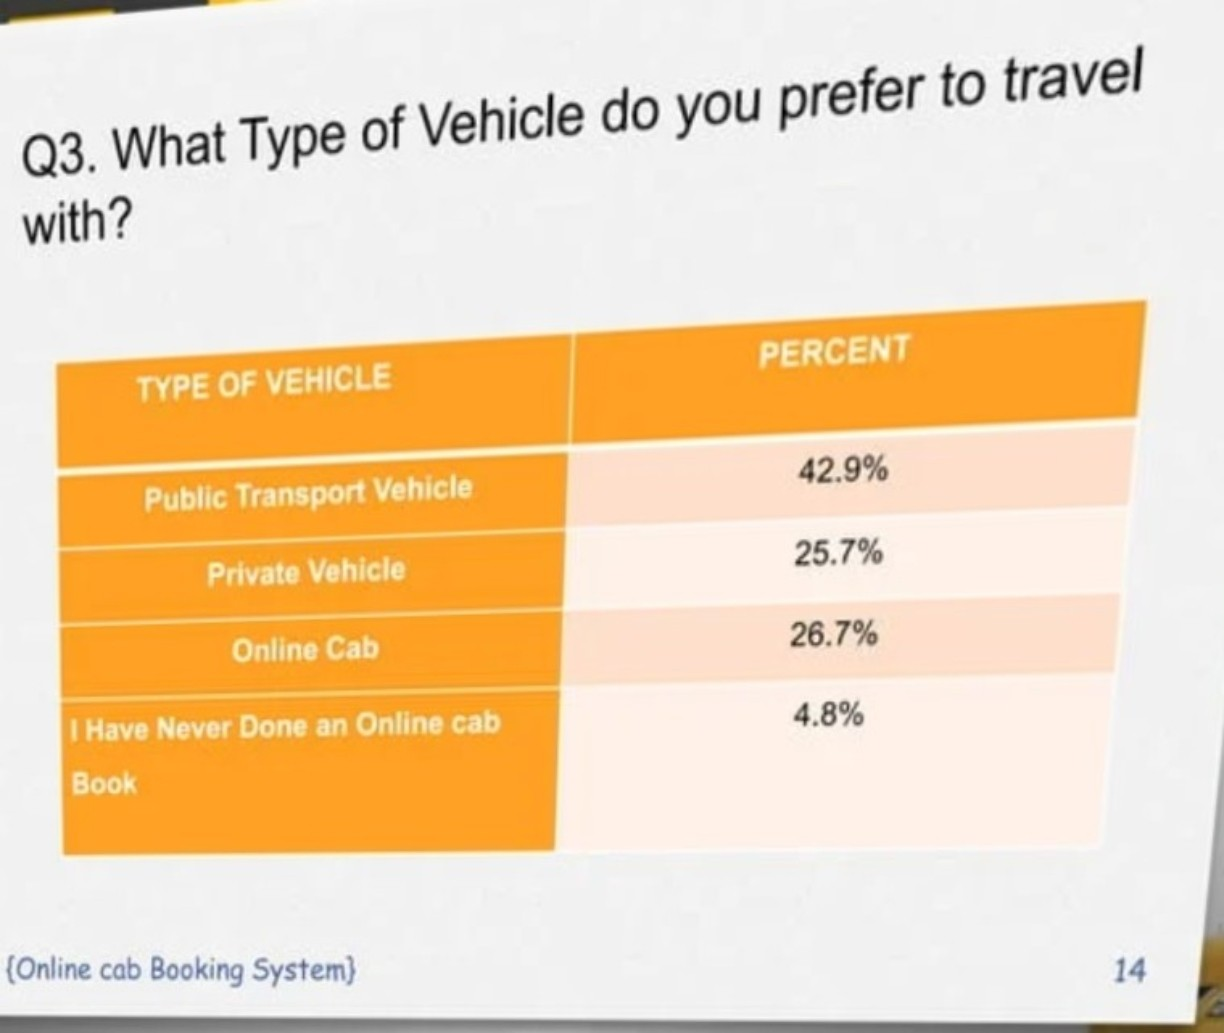 Q3. What Type of Vehicle do you prefer to travel
with?
TYPE OF VEHICLE PERCENT
Public Transport Vehicle 42.9%
Private Vehicle 25.7%
Online Cab 26.7%
I Have Never Done an Online cab 4.8%
Book
{Online cab Booking System} 14